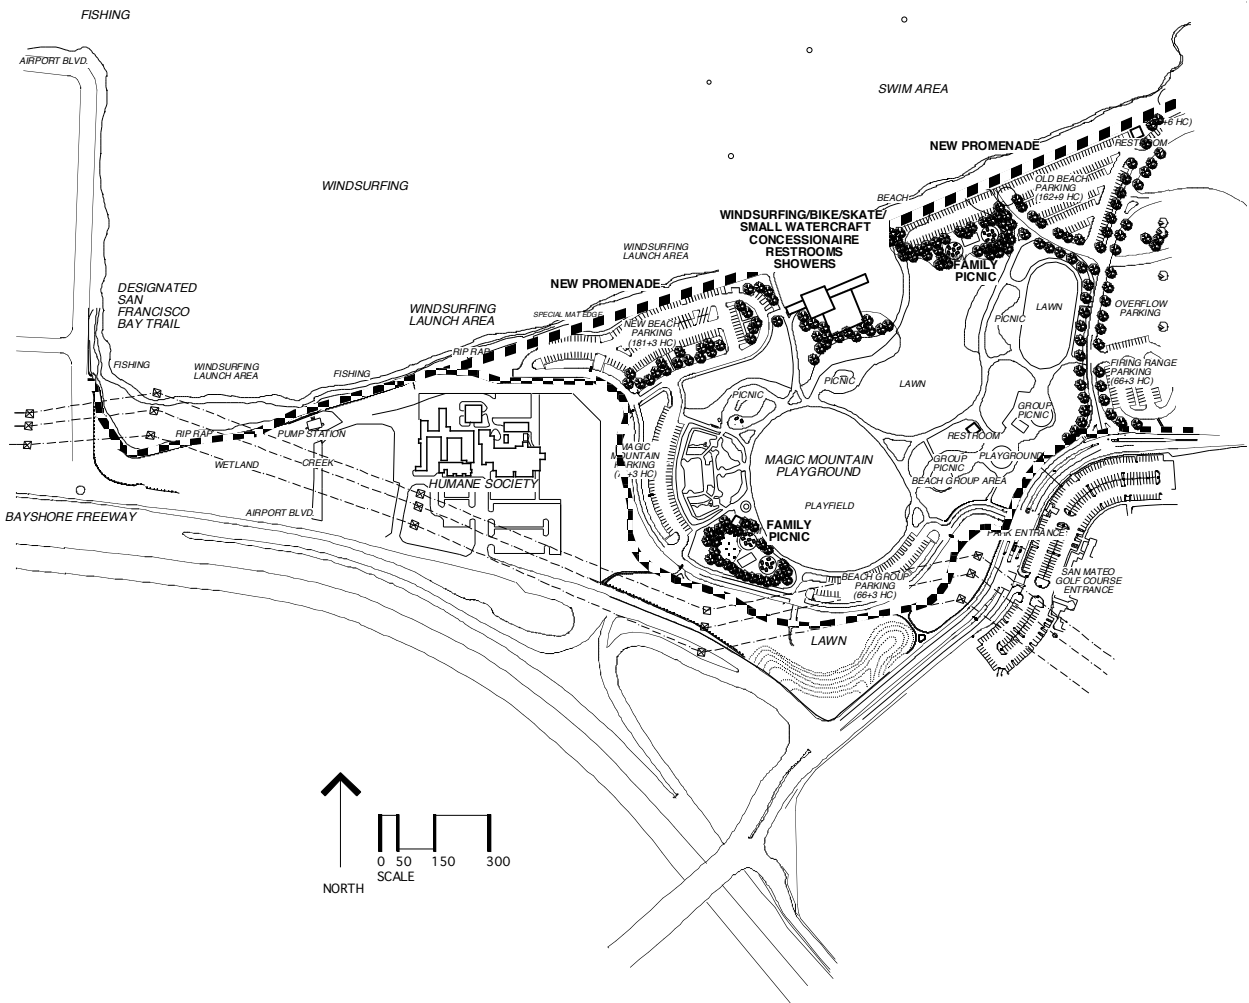 FISHING
AIRPORT BLVD.
SWIM AREA
WINDSURFING
NEW PROMENADE
+6 HC)
RESTROOM
OLD BEACH
PARKING
(162+9 HC)
BEACH
WINDSURFING/BIKE/SKATE/
SMALL WATERCRAFT
CONCESSIONAIRE
RESTROOMS
SHOWERS
WINDSURFING
LAUNCH AREA
FAMILY
PICNIC
NEW PROMENADE
DESIGNATED
SAN
FRANCISCO
BAY TRAIL
WINDSURFING
LAUNCH AREA
SPECIAL MAT EDGE
NEW BEACH
PARKING
(181+3 HC)
LAWN
PICNIC
OVERFLOW
PARKING
RIP RAP
FISHING
WINDSURFING
LAUNCH AREA
FISHING
FIRING RANGE
PARKING
(66+3 HC)
PICNIC
LAWN
PICNIC
GROUP
PICNIC
RIP RAP
PUMP STATION
RESTROOM
MAGIC
MOUNTAIN
PARKING
+3 HC)
MAGIC MOUNTAIN
PLAYGROUND
GROUP
PICNIC
PLAYGROUND
BEACH GROUP AREA
WETLAND
CREEK
HUMANE SOCIETY
PLAYFIELD
AIRPORT BLVD.
BAYSHORE FREEWAY
FAMILY
PICNIC
PARK ENTRANCE
BEACH GROUP
PARKING
(66+3 HC)
SAN MATEO
GOLF COURSE
ENTRANCE
LAWN
0 50 150 300
SCALE
NORTH